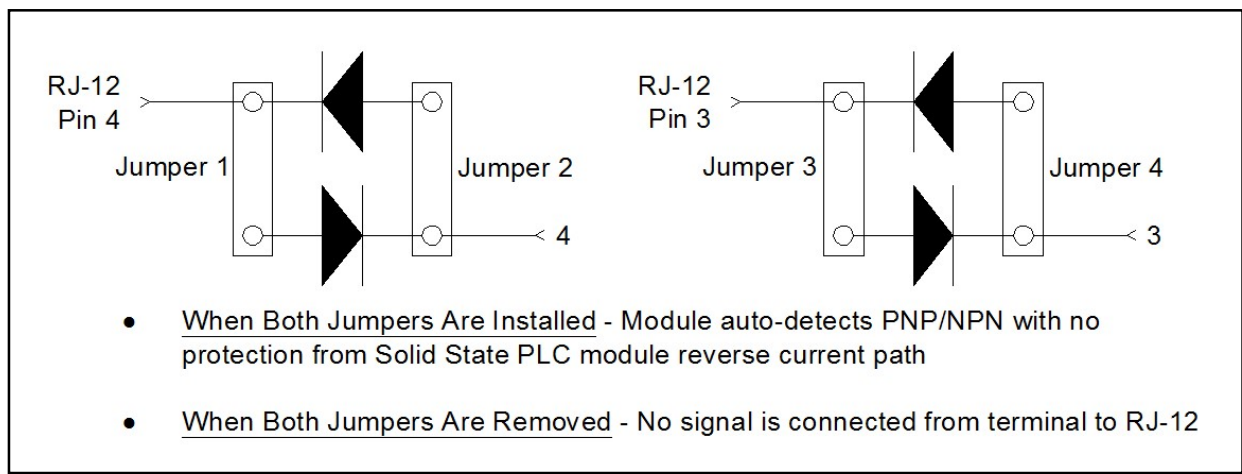 RJ-12
Pin 4
Jumper 1
Jumper 2
4
RJ-12
Pin 3
Jumper 3
Jumper 4
3
● When Both Jumpers Are Installed - Module auto-detects PNP/NPN with no
protection from Solid State PLC module reverse current path
● When Both Jumpers Are Removed - No signal is connected from terminal to RJ-12